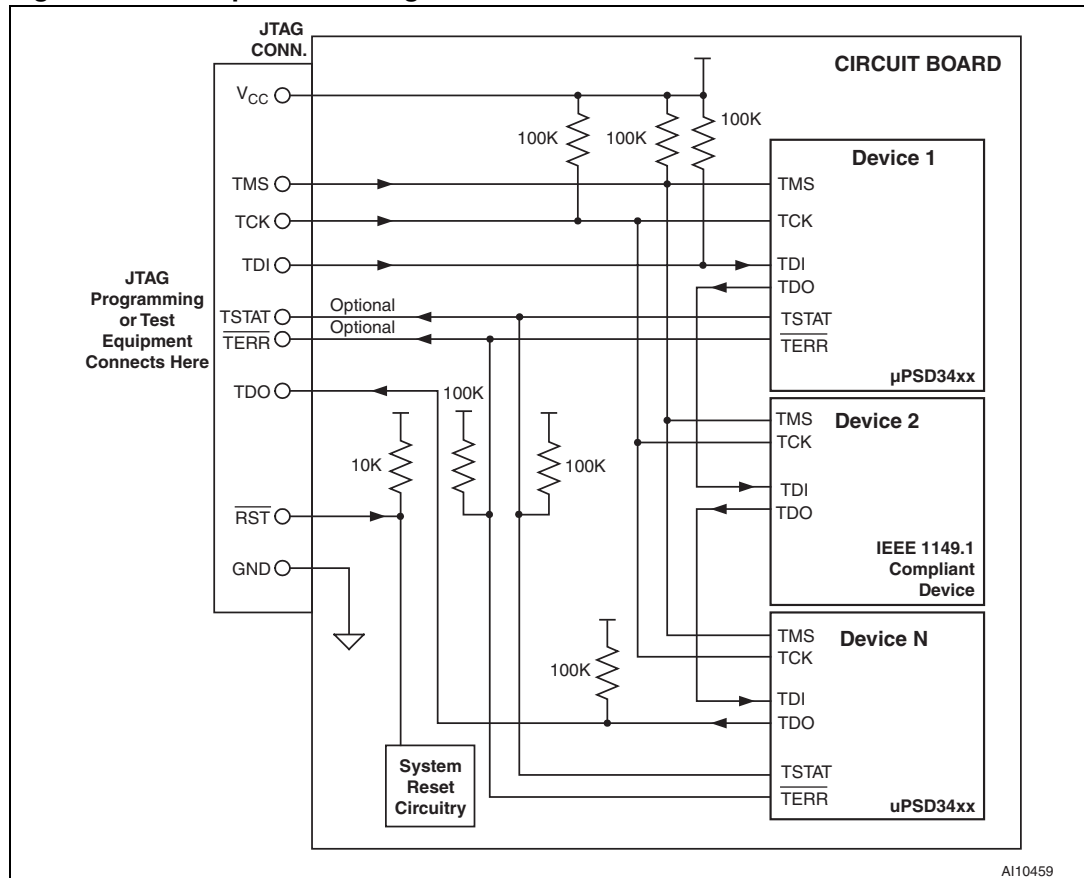 JTAG
CONN.
CIRCUIT BOARD
VCC
100K
100K
100K
Device 1
TMS
TMS
TCK
TCK
TDI
TDI
TDO
JTAG
Programming
or Test
Equipment
Connects Here
TSTAT
Optional
TSTAT
TERR
Optional
TERR
µPSD34xx
TDO
100K
10K
100K
TMS
Device 2
TCK
TDI
TDO
IEEE 1149.1
Compliant
Device
RST
GND
TMS
Device N
TCK
100K
TDI
TDO
System
Reset
Circuitry
TSTAT
TERR
uPSD34xx
AI10459